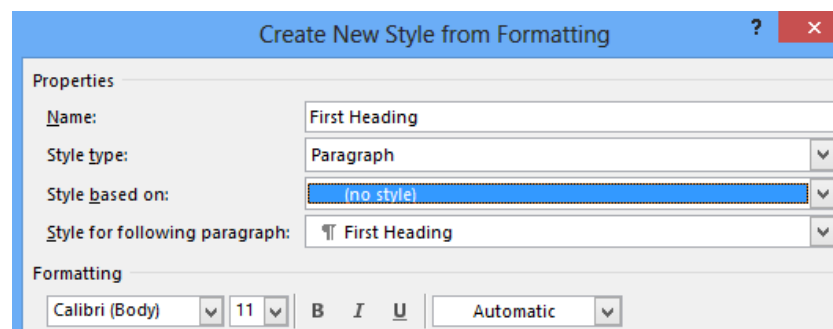 Create New Style from Formatting ?
Properties
Name: First Heading
Style type: Paragraph
Style based on: (no style)
Style for following paragraph: ¶ First Heading
Formatting
Calibri (Body) 11 B I U Automatic